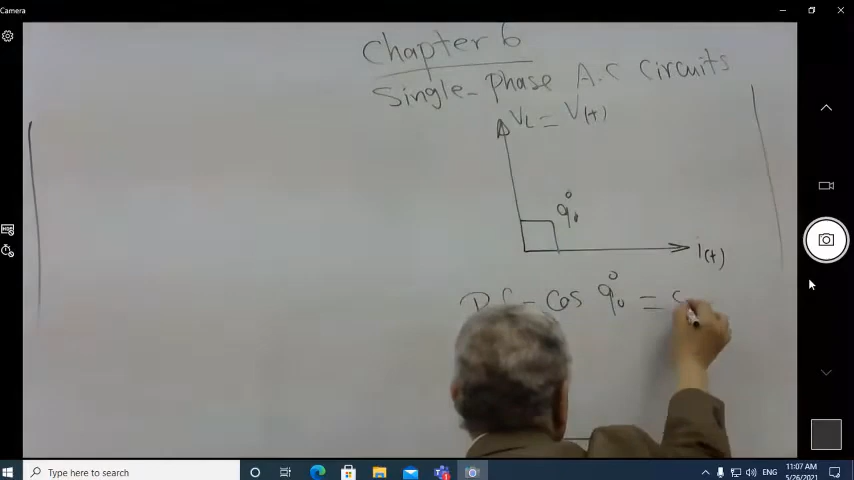 Camera
Chapter 6
Single-Phase A.C Circuits
VL = V(t)
90°
i(t)
P.f = Cos 90° =
Type here to search
ENG
11:07 AM
5/26/2021